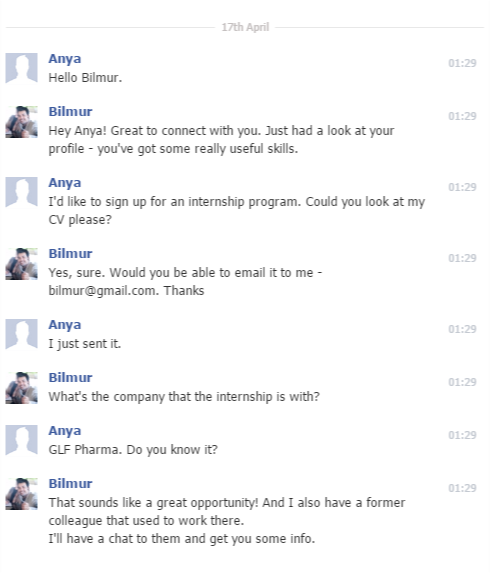 17th April
Anya
01:29
Hello Bilmur.
Bilmur
01:29
Hey Anya! Great to connect with you. Just had a look at your
profile - you've got some really useful skills.
Anya
01:29
I'd like to sign up for an internship program. Could you look at my
CV please?
Bilmur
01:29
Yes, sure. Would you be able to email it to me -
bilmur@gmail.com. Thanks
Anya
01:29
I just sent it.
Bilmur
01:29
What's the company that the internship is with?
Anya
01:29
GLF Pharma. Do you know it?
Bilmur
01:29
That sounds like a great opportunity! And I also have a former
colleague that used to work there.
I'll have a chat to them and get you some info.